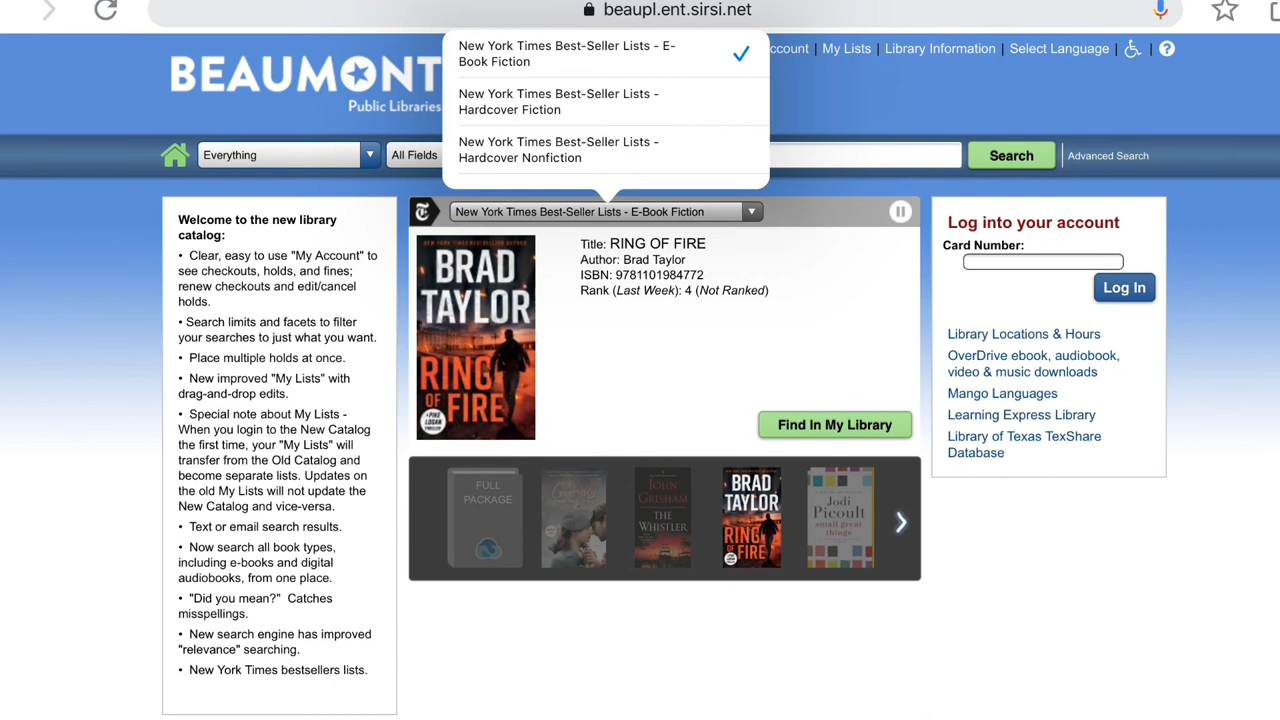 beaupl.ent.sirsi.net
BEAUMONT
Public Libraries
ccount | My Lists | Library Information | Select Language | | ?
New York Times Best-Seller Lists - E-
Book Fiction
New York Times Best-Seller Lists -
Hardcover Fiction
New York Times Best-Seller Lists -
Hardcover Nonfiction
Everything
All Fields
Search
Advanced Search
Welcome to the new library
catalog:
• Clear, easy to use "My Account" to
see checkouts, holds, and fines;
renew checkouts and edit/cancel
holds.
• Search limits and facets to filter
your searches to just what you want.
• Place multiple holds at once.
• New improved "My Lists" with
drag-and-drop edits.
• Special note about My Lists -
When you login to the New Catalog
the first time, your "My Lists" will
transfer from the Old Catalog and
become separate lists. Updates on
the old My Lists will not update the
New Catalog and vice-versa.
• Text or email search results.
• Now search all book types,
including e-books and digital
audiobooks, from one place.
• "Did you mean?" Catches
misspellings.
• New search engine has improved
"relevance" searching.
• New York Times bestsellers lists.
New York Times Best-Seller Lists - E-Book Fiction
NEW YORK TIMES BESTSELLING AUTHOR
BRAD
TAYLOR
RING
OF FIRE
A PIKE
LOGAN
THRILLER
Title: RING OF FIRE
Author: Brad Taylor
ISBN: 9781101984772
Rank (Last Week): 4 (Not Ranked)
Find In My Library
FULL
PACKAGE
JOHN
GRISHAM
THE
WHISTLER
BRAD
TAYLOR
RING
OF FIRE
Jodi
Picoult
small great
things
Log into your account
Card Number:
Log In
Library Locations & Hours
OverDrive ebook, audiobook,
video & music downloads
Mango Languages
Learning Express Library
Library of Texas TexShare
Database